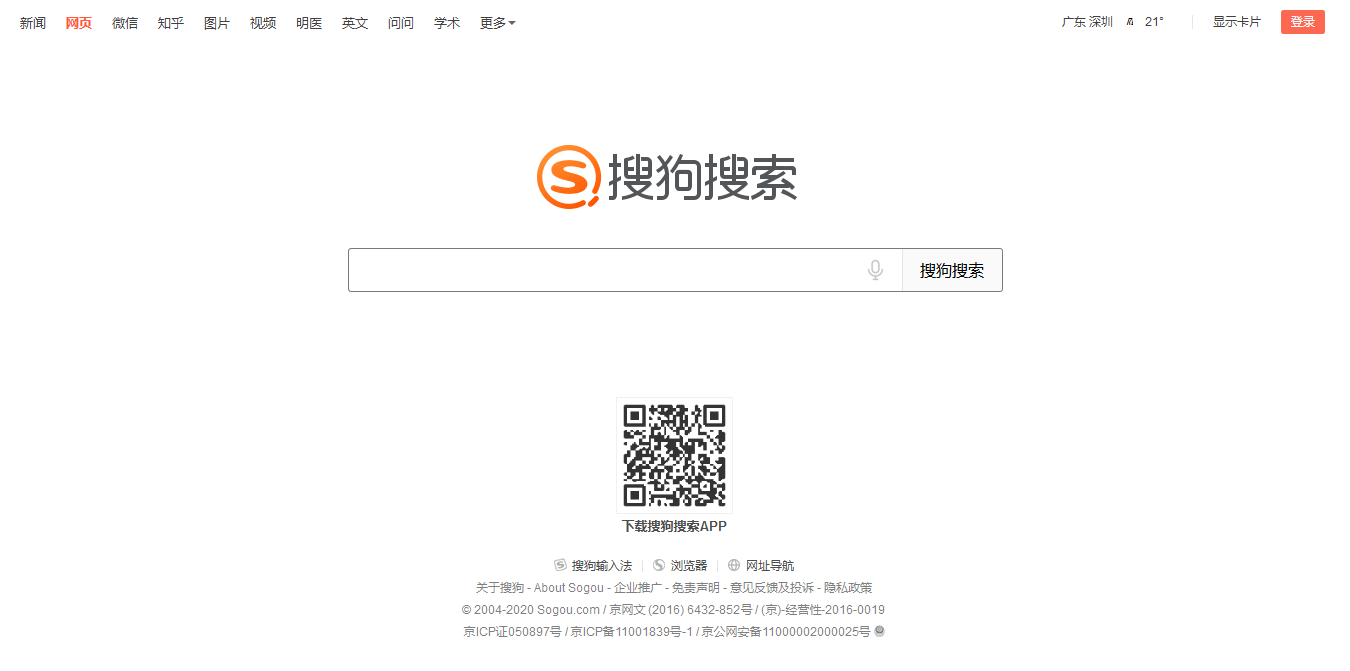 新闻 网页 微信 知乎 图片 视频 明医 英文 问问 学术 更多 广东 深圳 21° 显示卡片 登录
搜狗搜索
搜狗搜索
下载搜狗搜索APP
搜狗输入法 浏览器 网址导航
关于搜狗 - About Sogou - 企业推广 - 免责声明 - 意见反馈及投诉 - 隐私政策
© 2004-2020 Sogou.com / 京网文 (2016) 6432-852号 / (京)-经营性-2016-0019
京ICP证050897号 / 京ICP备11001839号-1 / 京公网安备11000002000025号